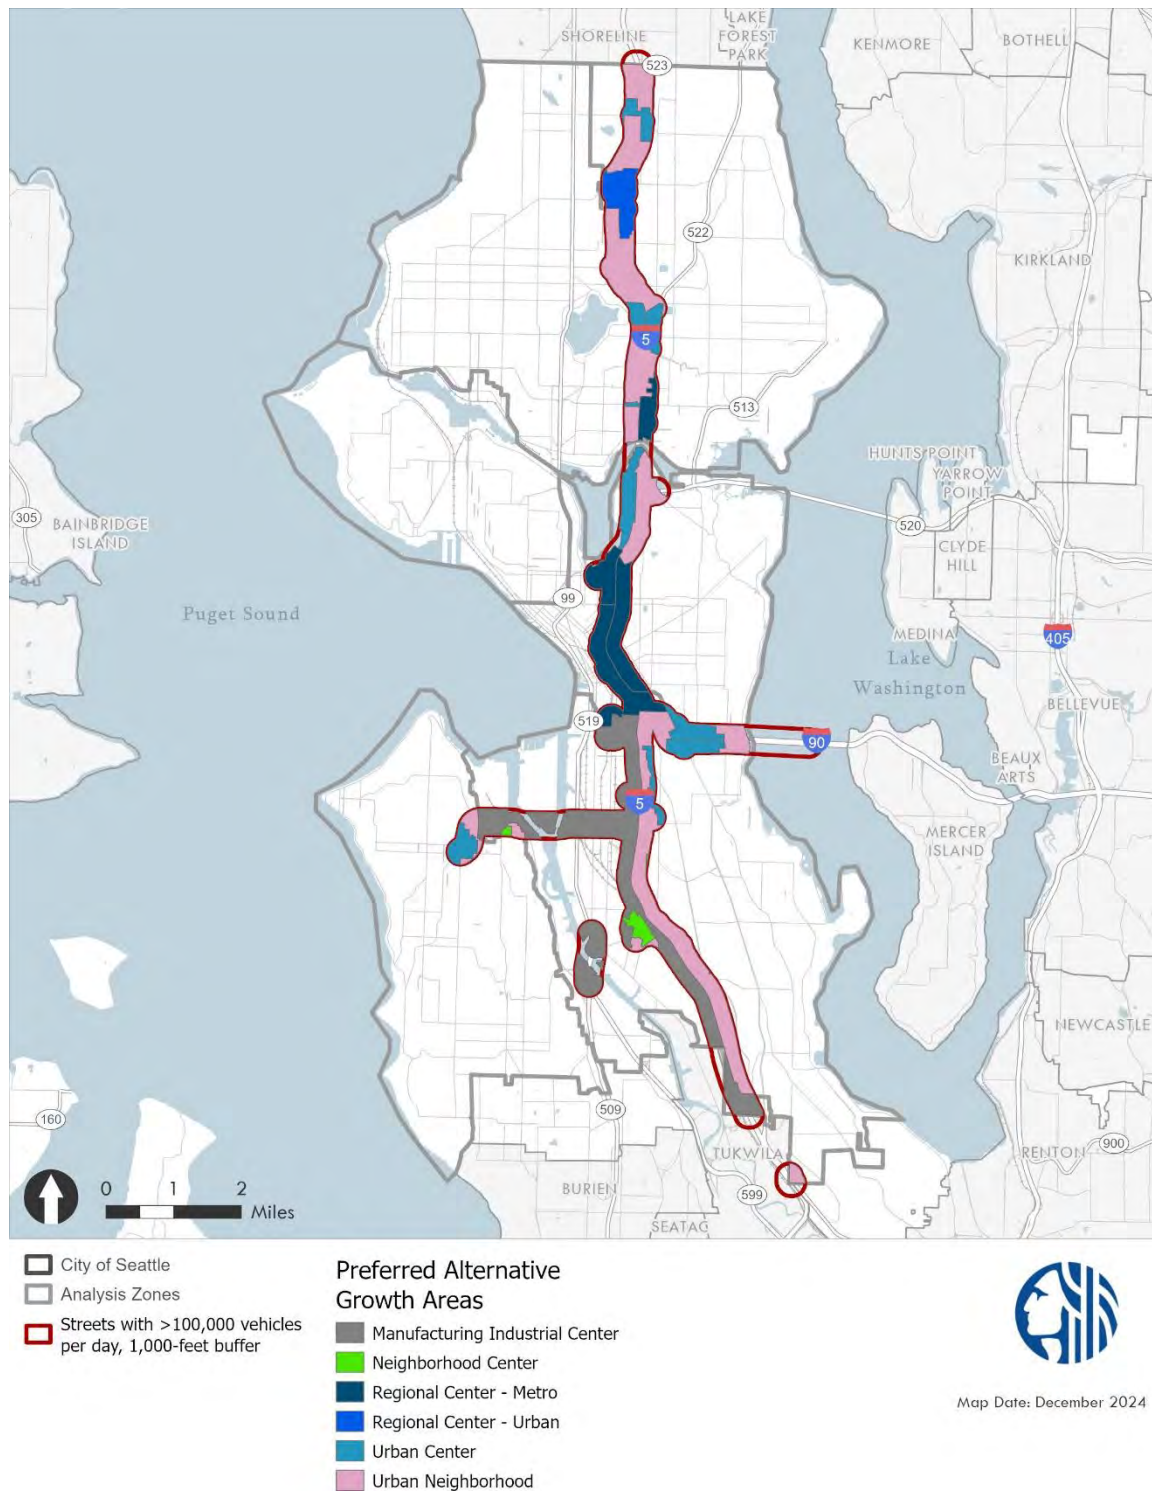 SHORELINE
LAKE
FOREST
PARK
KENMORE
BOTHELL
523
522
KIRKLAND
5
513
HUNTS POINT
YARROW
POINT
305
BAINBRIDGE
ISLAND
520
CLYDE
HILL
99
Puget Sound
MEDINA
405
Lake
Washington
BELLEVUE
519
90
BEAUX
ARTS
5
MERCER
ISLAND
NEWCASTLE
160
509
TUKWILA
RENTON
900
BURIEN
599
SEATAC
0 1 2
Miles
City of Seattle
Analysis Zones
Streets with >100,000 vehicles
per day, 1,000-feet buffer
Preferred Alternative
Growth Areas
Manufacturing Industrial Center
Neighborhood Center
Regional Center - Metro
Regional Center - Urban
Urban Center
Urban Neighborhood
Map Date: December 2024